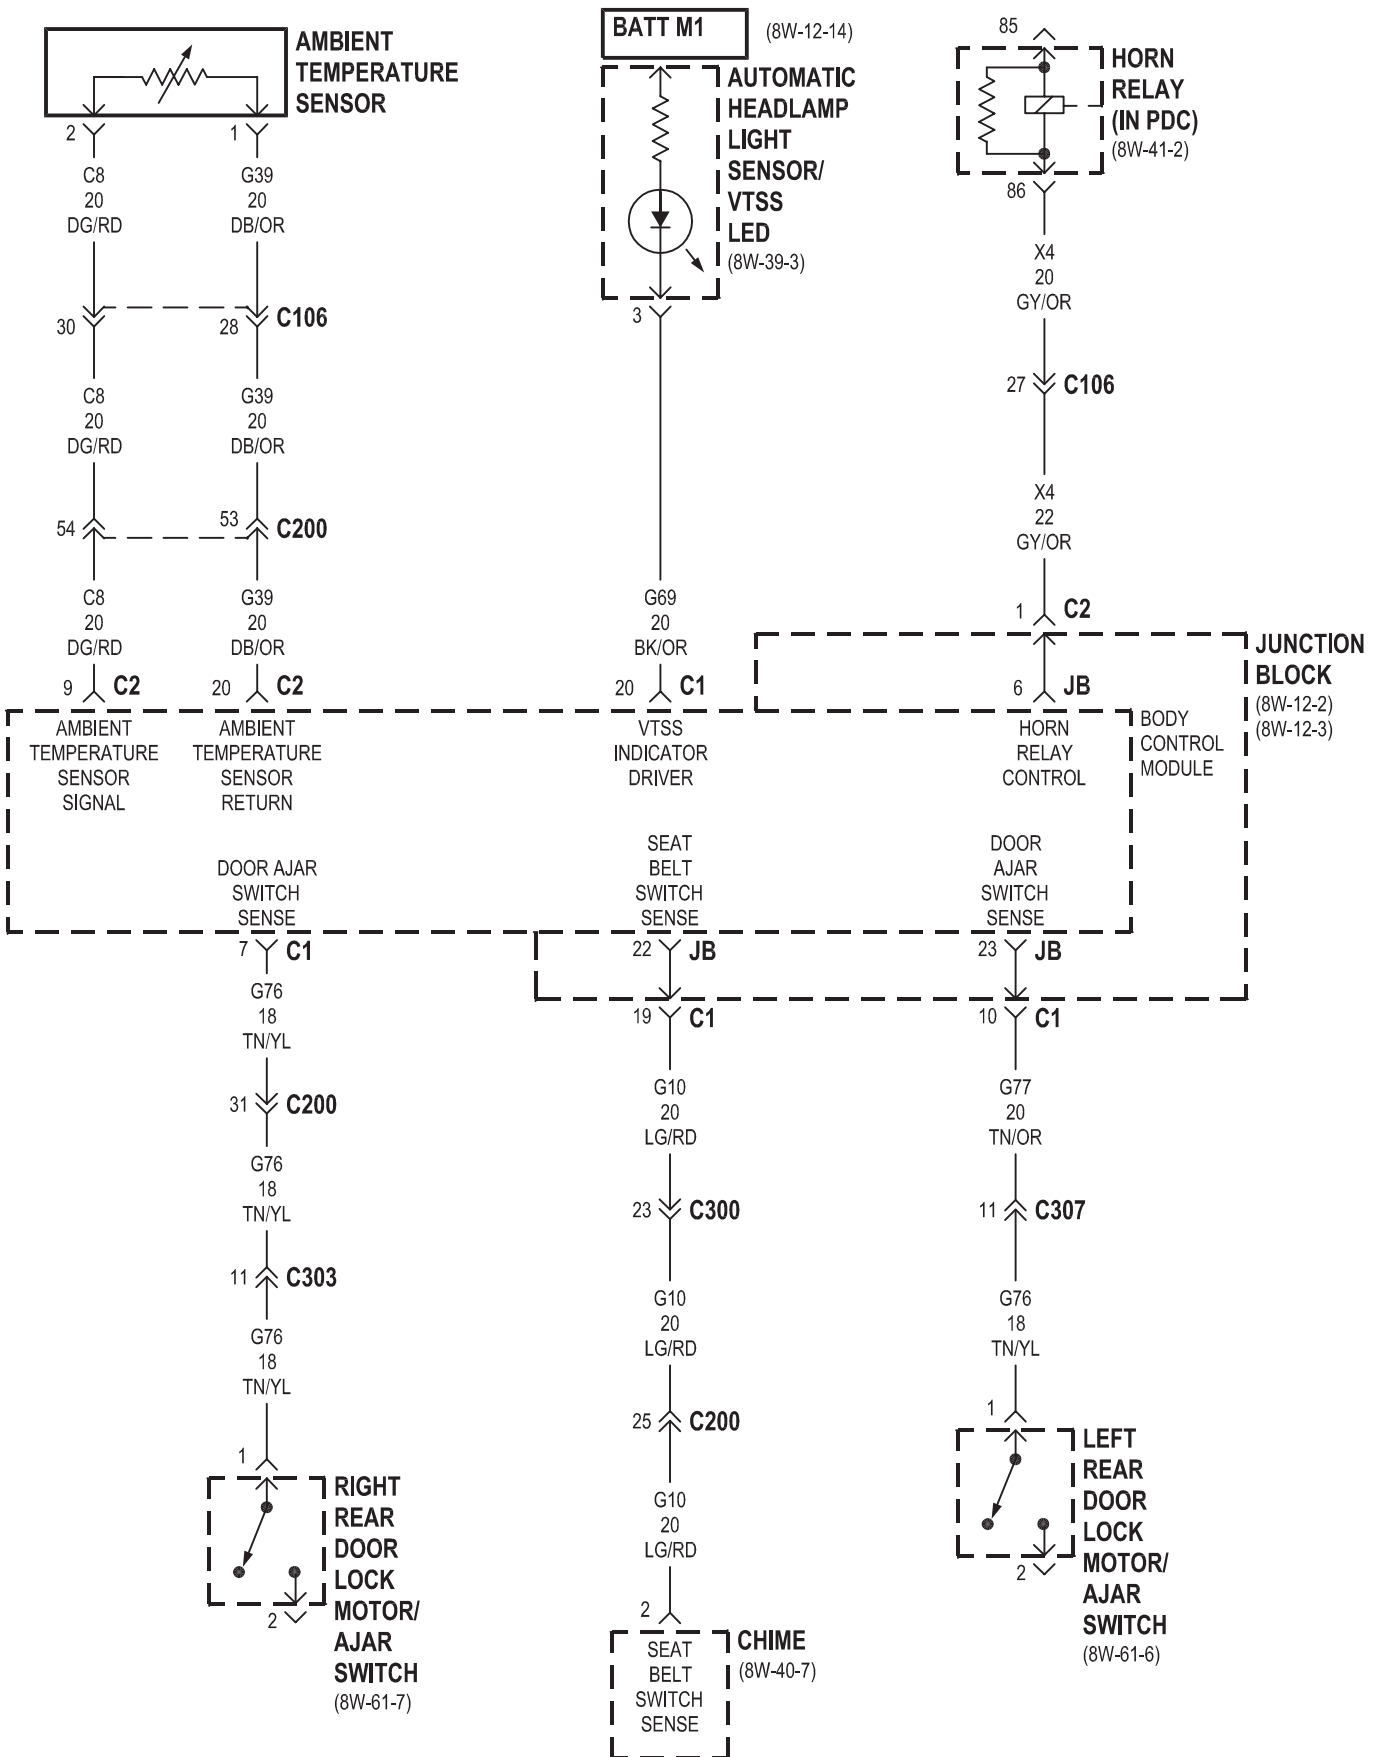 AMBIENT
TEMPERATURE
SENSOR
2
1
C8
20
DG/RD
G39
20
DB/OR
30
28
C106
C8
20
DG/RD
G39
20
DB/OR
54
53
C200
C8
20
DG/RD
G39
20
DB/OR
9
C2
20
C2
BATT M1
(8W-12-14)
AUTOMATIC
HEADLAMP
LIGHT
SENSOR/
VTSS
LED
(8W-39-3)
3
G69
20
BK/OR
20
C1
85
HORN
RELAY
(IN PDC)
(8W-41-2)
86
X4
20
GY/OR
27
C106
X4
22
GY/OR
1
C2
6
JB
JUNCTION
BLOCK
(8W-12-2)
(8W-12-3)
BODY
CONTROL
MODULE
AMBIENT
TEMPERATURE
SENSOR
SIGNAL
AMBIENT
TEMPERATURE
SENSOR
RETURN
VTSS
INDICATOR
DRIVER
HORN
RELAY
CONTROL
DOOR AJAR
SWITCH
SENSE
SEAT
BELT
SWITCH
SENSE
DOOR
AJAR
SWITCH
SENSE
7
C1
G76
18
TN/YL
31
C200
G76
18
TN/YL
11
C303
G76
18
TN/YL
1
RIGHT
REAR
DOOR
LOCK
MOTOR/
AJAR
SWITCH
(8W-61-7)
2
22
JB
19
C1
G10
20
LG/RD
23
C300
G10
20
LG/RD
25
C200
G10
20
LG/RD
2
CHIME
(8W-40-7)
SEAT
BELT
SWITCH
SENSE
23
JB
10
C1
G77
20
TN/OR
11
C307
G76
18
TN/YL
1
LEFT
REAR
DOOR
LOCK
MOTOR/
AJAR
SWITCH
(8W-61-6)
2